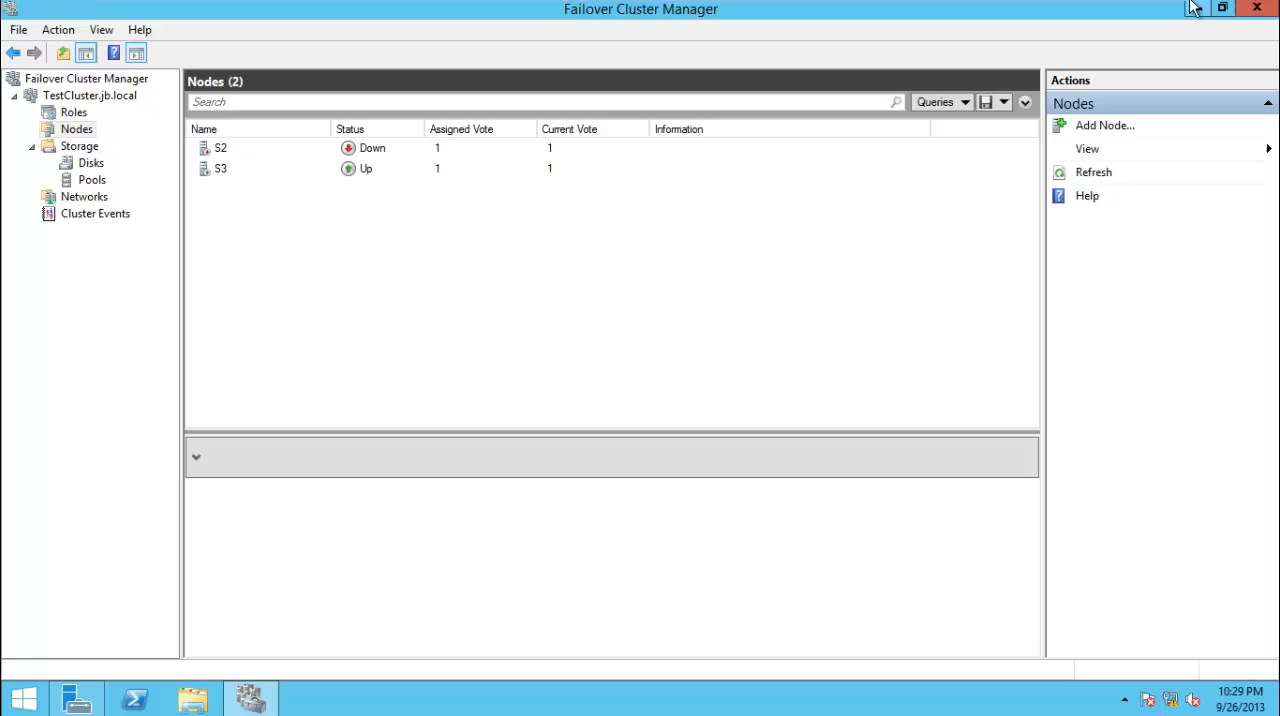 Failover Cluster Manager
File Action View Help
Failover Cluster Manager
TestCluster.jb.local
Roles
Nodes
Storage
Disks
Pools
Networks
Cluster Events
Nodes (2)
Search
Queries
Name Status Assigned Vote Current Vote Information
S2 Down 1 1
S3 Up 1 1
Actions
Nodes
Add Node...
View
Refresh
Help
10:29 PM
9/26/2013